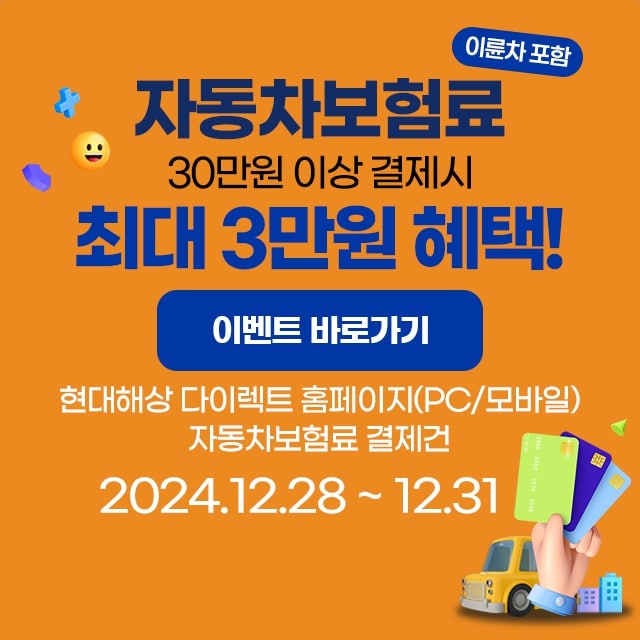 이륜차 포함
자동차보험료
30만원 이상 결제시
최대 3만원 혜택!
이벤트 바로가기
현대해상 다이렉트 홈페이지(PC/모바일)
자동차보험료 결제건
2024.12.28 ~ 12.31